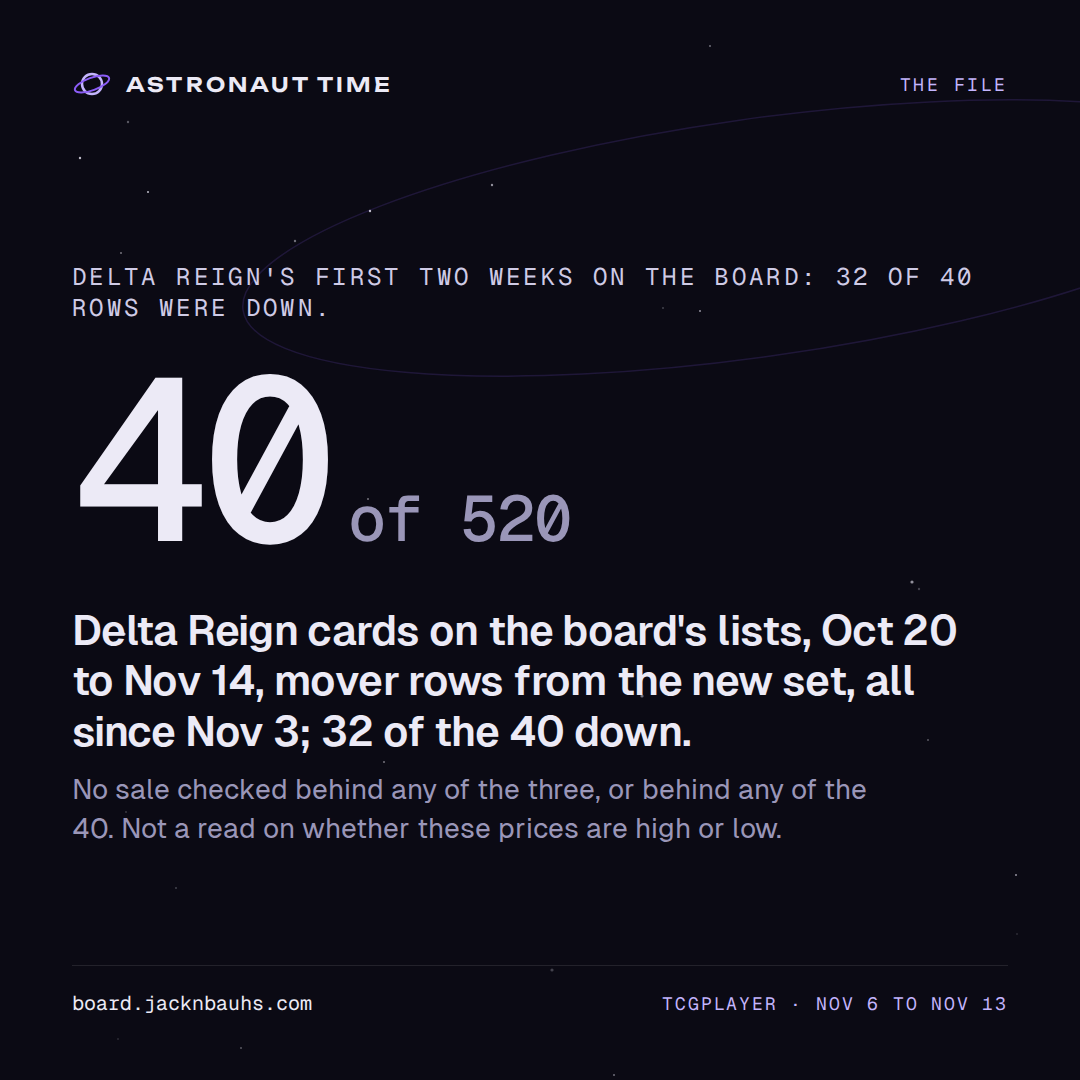 ASTRONAUT TIME
THE FILE
DELTA REIGN'S FIRST TWO WEEKS ON THE BOARD: 32 OF 40
ROWS WERE DOWN.
40 of 520
Delta Reign cards on the board's lists, Oct 20
to Nov 14, mover rows from the new set, all
since Nov 3; 32 of the 40 down.
No sale checked behind any of the three, or behind any of the
40. Not a read on whether these prices are high or low.
board.jacknbauhs.com
TCGPLAYER · NOV 6 TO NOV 13